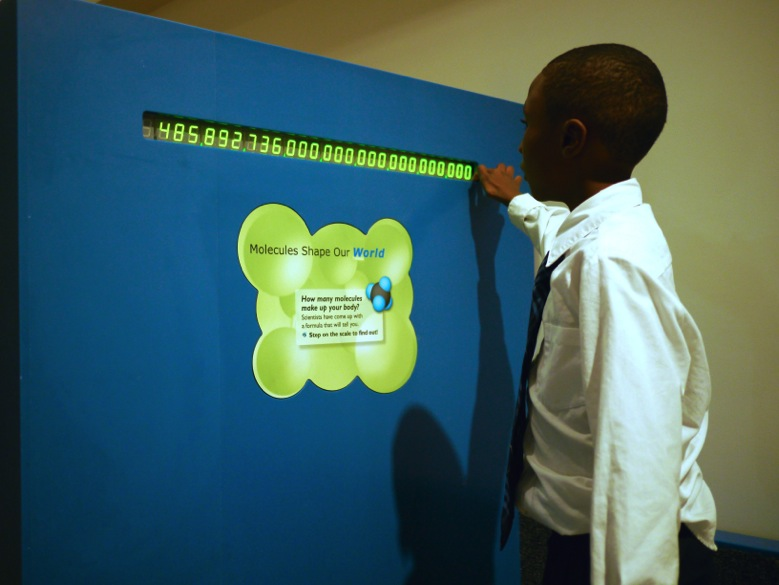 485,892,736,000,000,000,000,000,000
Molecules Shape Our World
How many molecules
make up your body?
Scientists have come up with
a formula that will tell you.
Step on the scale to find out!